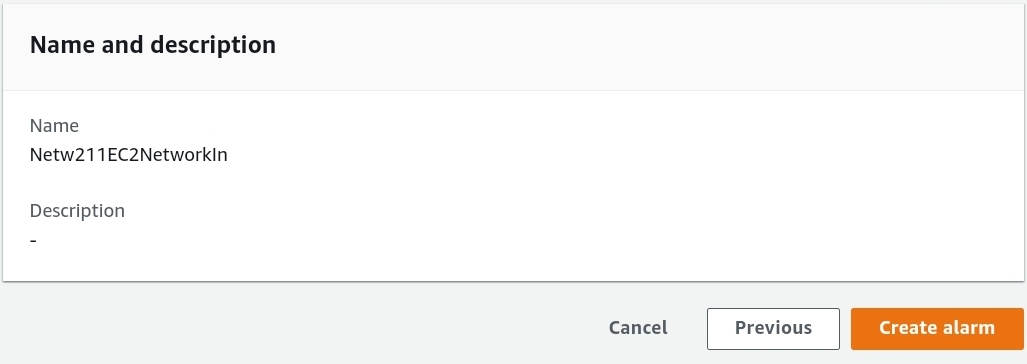 Name and description
Name
Netw211EC2NetworkIn
Description
-
Cancel Previous Create alarm